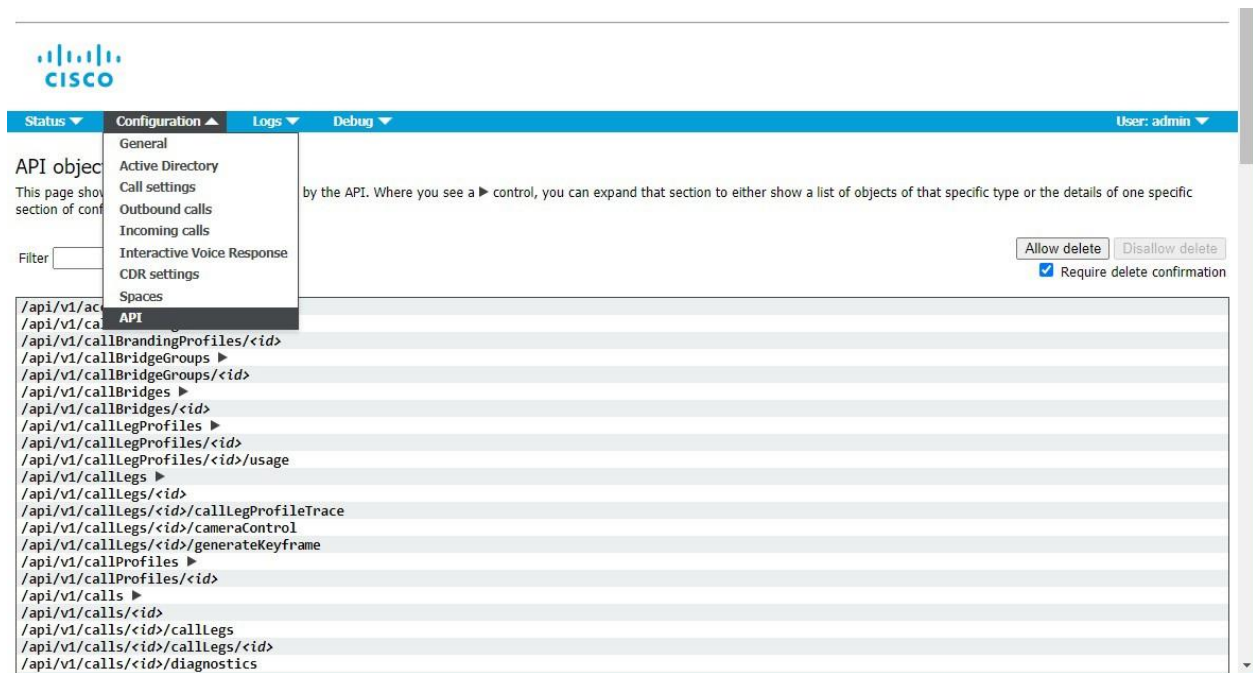 CISCO
Status Configuration Logs Debug User: admin
General
Active Directory
Call settings
Outbound calls
Incoming calls
Interactive Voice Response
CDR settings
Spaces
API
API objec
This page show by the API. Where you see a ▶ control, you can expand that section to either show a list of objects of that specific type or the details of one specific
section of conf
Filter
Allow delete Disallow delete
Require delete confirmation
/api/v1/acc
/api/v1/cal
/api/v1/callBrandingProfiles/<id>
/api/v1/callBridgeGroups ▶
/api/v1/callBridgeGroups/<id>
/api/v1/callBridges ▶
/api/v1/callBridges/<id>
/api/v1/callLegProfiles ▶
/api/v1/callLegProfiles/<id>
/api/v1/callLegProfiles/<id>/usage
/api/v1/callLegs ▶
/api/v1/callLegs/<id>
/api/v1/callLegs/<id>/callLegProfileTrace
/api/v1/callLegs/<id>/cameraControl
/api/v1/callLegs/<id>/generateKeyframe
/api/v1/callProfiles ▶
/api/v1/callProfiles/<id>
/api/v1/calls ▶
/api/v1/calls/<id>
/api/v1/calls/<id>/callLegs
/api/v1/calls/<id>/callLegs/<id>
/api/v1/calls/<id>/diagnostics